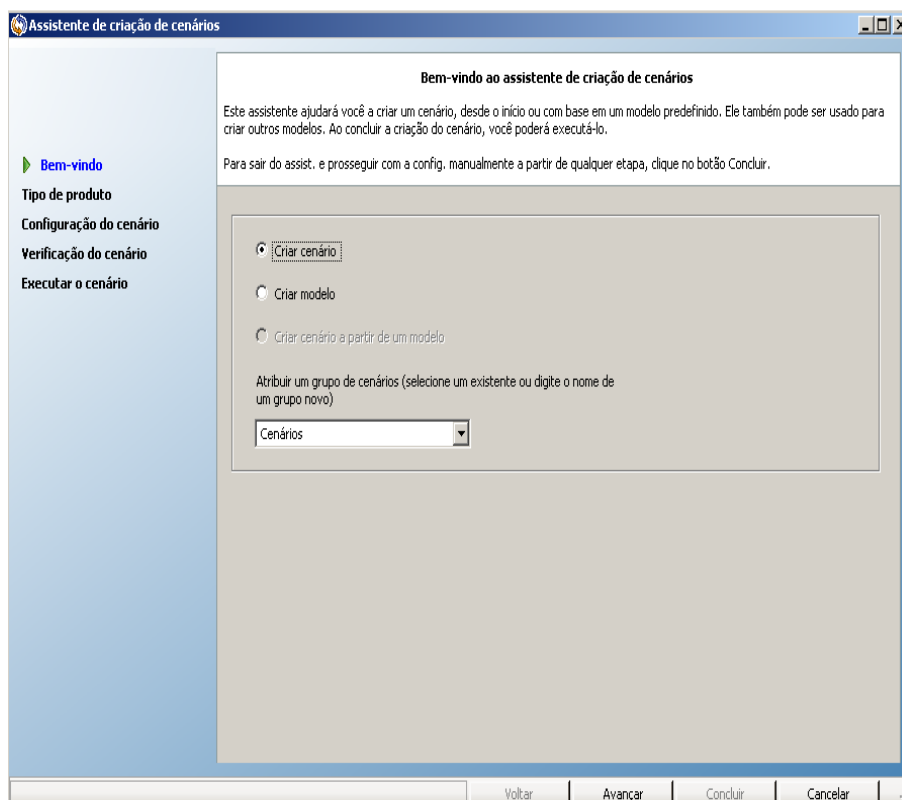 Assistente de criação de cenários
Bem-vindo ao assistente de criação de cenários
Este assistente ajudará você a criar um cenário, desde o início ou com base em um modelo predefinido. Ele também pode ser usado para
criar outros modelos. Ao concluir a criação do cenário, você poderá executá-lo.
Para sair do assist. e prosseguir com a config. manualmente a partir de qualquer etapa, clique no botão Concluir.
Bem-vindo
Tipo de produto
Configuração do cenário
Verificação do cenário
Executar o cenário
Criar cenário
Criar modelo
Criar cenário a partir de um modelo
Atribuir um grupo de cenários (selecione um existente ou digite o nome de
um grupo novo)
Cenários
Voltar
Avançar
Concluir
Cancelar